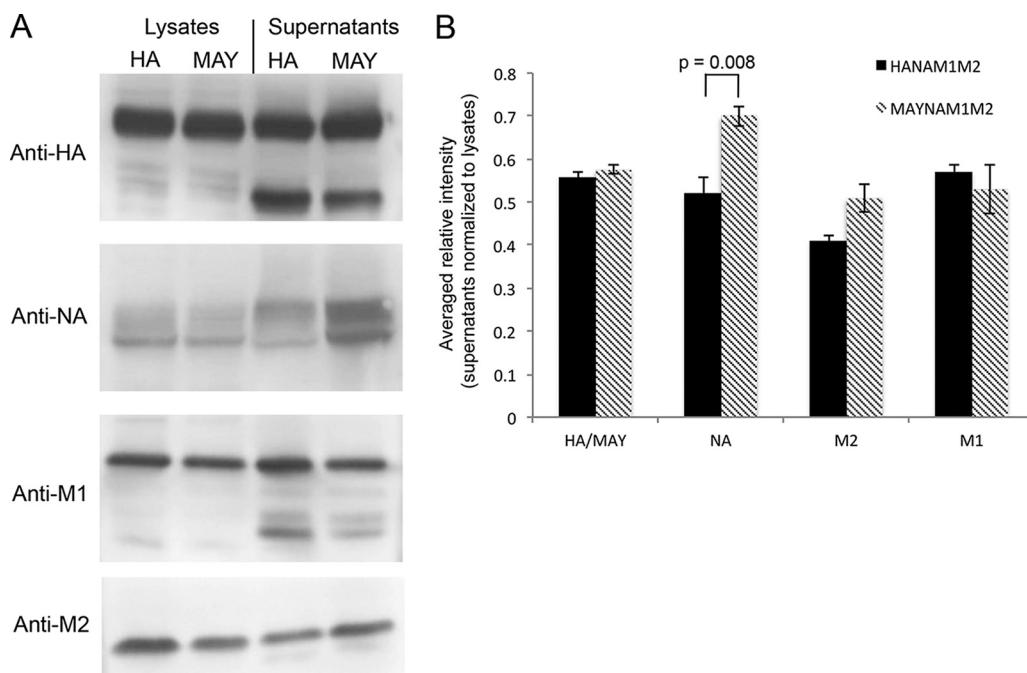 A
Lysates
Supernatants
HA
MAY
HA
MAY
Anti-HA
Anti-NA
Anti-M1
Anti-M2
B
p = 0.008
HANAM1M2
MAYNAM1M2
Averaged relative intensity
(supernatants normalized to lysates)
0.8
0.7
0.6
0.5
0.4
0.3
0.2
0.1
0
HA/MAY
NA
M2
M1